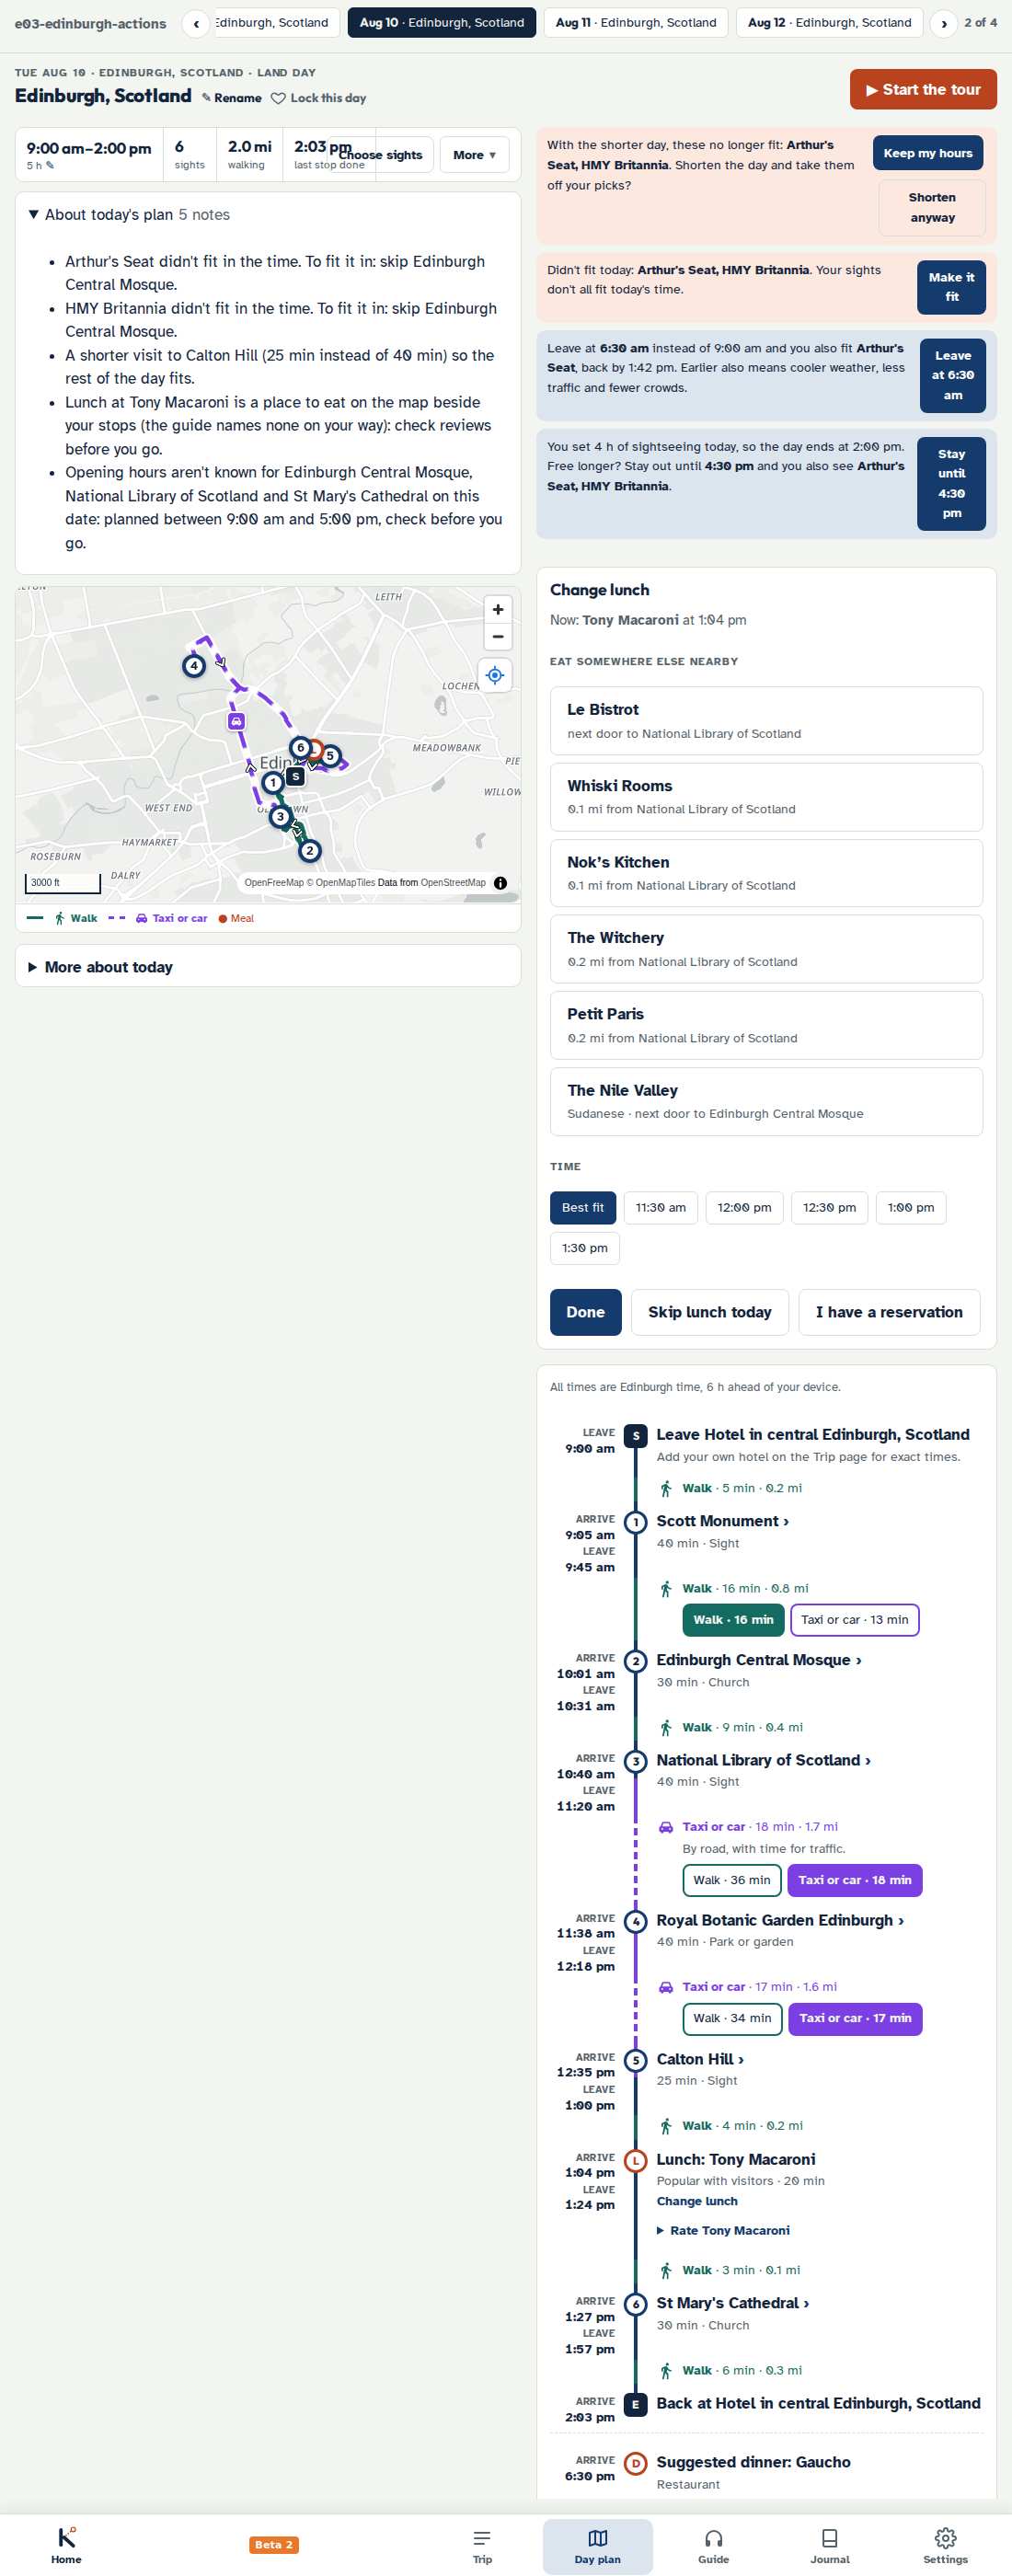 e03-edinburgh-actions
‹
Edinburgh, Scotland
Aug 10 · Edinburgh, Scotland
Aug 11 · Edinburgh, Scotland
Aug 12 · Edinburgh, Scotland
›
2 of 4
TUE AUG 10 · EDINBURGH, SCOTLAND · LAND DAY
Edinburgh, Scotland
✎ Rename
Lock this day
▶ Start the tour
9:00 am–2:00 pm
5 h ✎
6
sights
2.0 mi
walking
2:03 pm
last stop done
Choose sights
More ▾
▼ About today's plan 5 notes
• Arthur's Seat didn't fit in the time. To fit it in: skip Edinburgh
Central Mosque.
• HMY Britannia didn't fit in the time. To fit it in: skip Edinburgh
Central Mosque.
• A shorter visit to Calton Hill (25 min instead of 40 min) so the
rest of the day fits.
• Lunch at Tony Macaroni is a place to eat on the map beside
your stops (the guide names none on your way): check reviews
before you go.
• Opening hours aren't known for Edinburgh Central Mosque,
National Library of Scotland and St Mary's Cathedral on this
date: planned between 9:00 am and 5:00 pm, check before you
go.
LEITH
+
−
4
LOCHEN
MEADOWBANK
PIE
6
5
Edin
S
1
WILLOW
WEST END
3
HAYMARKET
2
ROSEBURN
DALRY
3000 ft
OpenFreeMap © OpenMapTiles Data from OpenStreetMap
Walk
Taxi or car
Meal
▶ More about today
With the shorter day, these no longer fit: Arthur's
Seat, HMY Britannia. Shorten the day and take them
off your picks?
Keep my hours
Shorten
anyway
Didn't fit today: Arthur's Seat, HMY Britannia. Your sights
don't all fit today's time.
Make it
fit
Leave at 6:30 am instead of 9:00 am and you also fit Arthur's
Seat, back by 1:42 pm. Earlier also means cooler weather, less
traffic and fewer crowds.
Leave
at 6:30
am
You set 4 h of sightseeing today, so the day ends at 2:00 pm.
Free longer? Stay out until 4:30 pm and you also see Arthur's
Seat, HMY Britannia.
Stay
until
4:30
pm
Change lunch
Now: Tony Macaroni at 1:04 pm
EAT SOMEWHERE ELSE NEARBY
Le Bistrot
next door to National Library of Scotland
Whiski Rooms
0.1 mi from National Library of Scotland
Nok's Kitchen
0.1 mi from National Library of Scotland
The Witchery
0.2 mi from National Library of Scotland
Petit Paris
0.2 mi from National Library of Scotland
The Nile Valley
Sudanese · next door to Edinburgh Central Mosque
TIME
Best fit
11:30 am
12:00 pm
12:30 pm
1:00 pm
1:30 pm
Done
Skip lunch today
I have a reservation
All times are Edinburgh time, 6 h ahead of your device.
LEAVE
9:00 am
S
Leave Hotel in central Edinburgh, Scotland
Add your own hotel on the Trip page for exact times.
Walk · 5 min · 0.2 mi
ARRIVE
9:05 am
LEAVE
9:45 am
1
Scott Monument ›
40 min · Sight
Walk · 16 min · 0.8 mi
Walk · 16 min
Taxi or car · 13 min
ARRIVE
10:01 am
LEAVE
10:31 am
2
Edinburgh Central Mosque ›
30 min · Church
Walk · 9 min · 0.4 mi
ARRIVE
10:40 am
LEAVE
11:20 am
3
National Library of Scotland ›
40 min · Sight
Taxi or car · 18 min · 1.7 mi
By road, with time for traffic.
Walk · 36 min
Taxi or car · 18 min
ARRIVE
11:38 am
LEAVE
12:18 pm
4
Royal Botanic Garden Edinburgh ›
40 min · Park or garden
Taxi or car · 17 min · 1.6 mi
Walk · 34 min
Taxi or car · 17 min
ARRIVE
12:35 pm
LEAVE
1:00 pm
5
Calton Hill ›
25 min · Sight
Walk · 4 min · 0.2 mi
ARRIVE
1:04 pm
LEAVE
1:24 pm
L
Lunch: Tony Macaroni
Popular with visitors · 20 min
Change lunch
▶ Rate Tony Macaroni
Walk · 3 min · 0.1 mi
ARRIVE
1:27 pm
LEAVE
1:57 pm
6
St Mary's Cathedral ›
30 min · Church
Walk · 6 min · 0.3 mi
ARRIVE
2:03 pm
E
Back at Hotel in central Edinburgh, Scotland
ARRIVE
6:30 pm
D
Suggested dinner: Gaucho
Restaurant
Home
Beta 2
Trip
Day plan
Guide
Journal
Settings